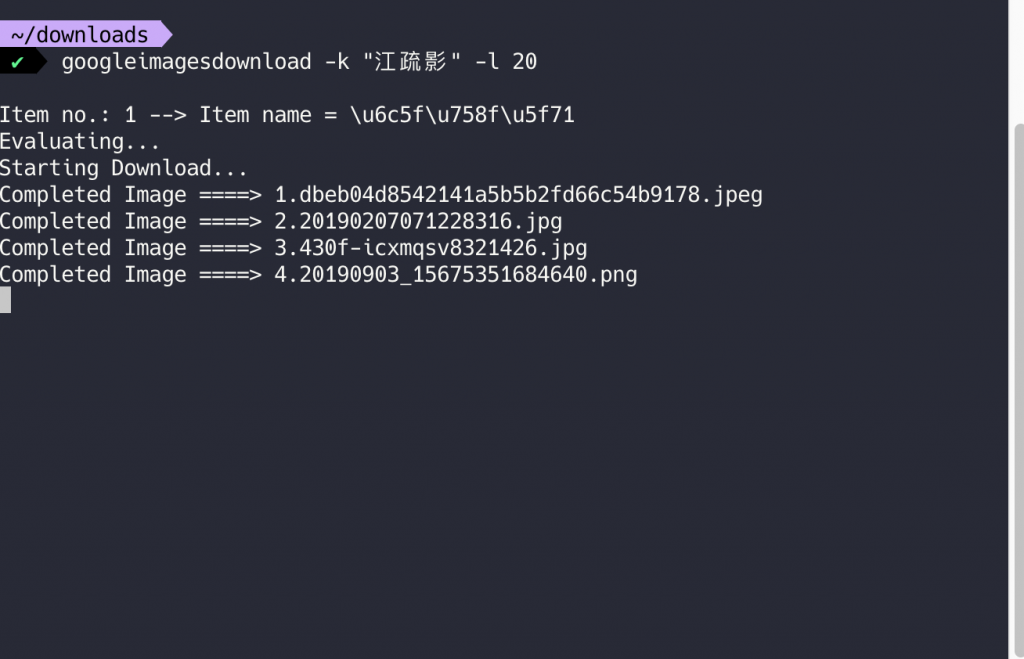 ~/downloads
✔ googleimagesdownload -k "江疏影" -l 20
Item no.: 1 --> Item name = \u6c5f\u758f\u5f71
Evaluating...
Starting Download...
Completed Image ====> 1.dbeb04d8542141a5b5b2fd66c54b9178.jpeg
Completed Image ====> 2.20190207071228316.jpg
Completed Image ====> 3.430f-icxmqsv8321426.jpg
Completed Image ====> 4.20190903_15675351684640.png